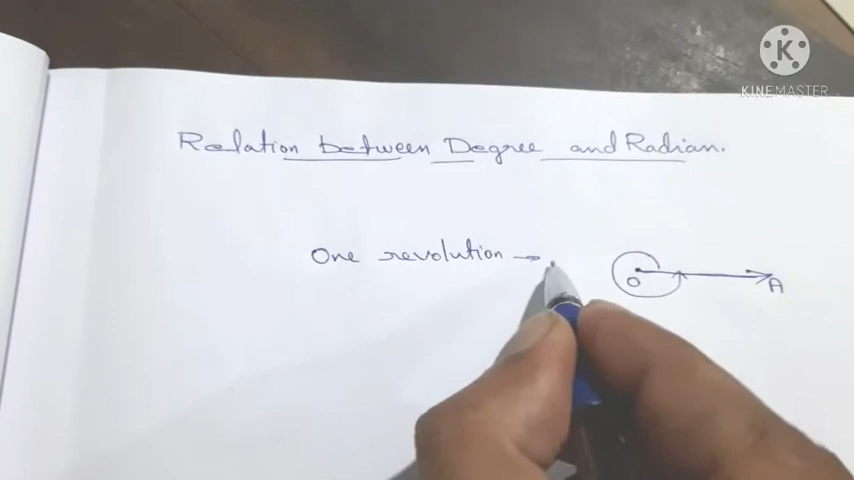 K
KINEMASTER
Relation between Degree and Radian.
One revolution →
O
A